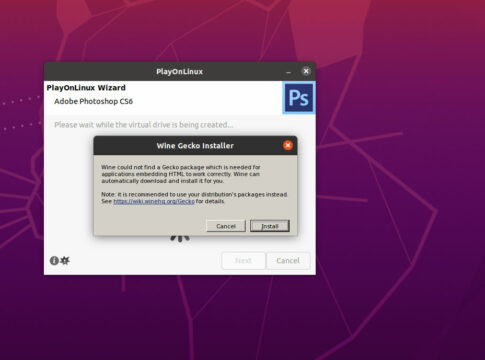 PlayOnLinux
PlayOnLinux Wizard
Adobe Photoshop CS6
Ps
Please wait while the virtual drive is being created...
Wine Gecko Installer
Wine could not find a Gecko package which is needed for
applications embedding HTML to work correctly. Wine can
automatically download and install it for you.
Note: it is recommended to use your distribution's packages instead.
See https://wiki.winehq.org/Gecko for details.
Cancel
Install
Next
Cancel